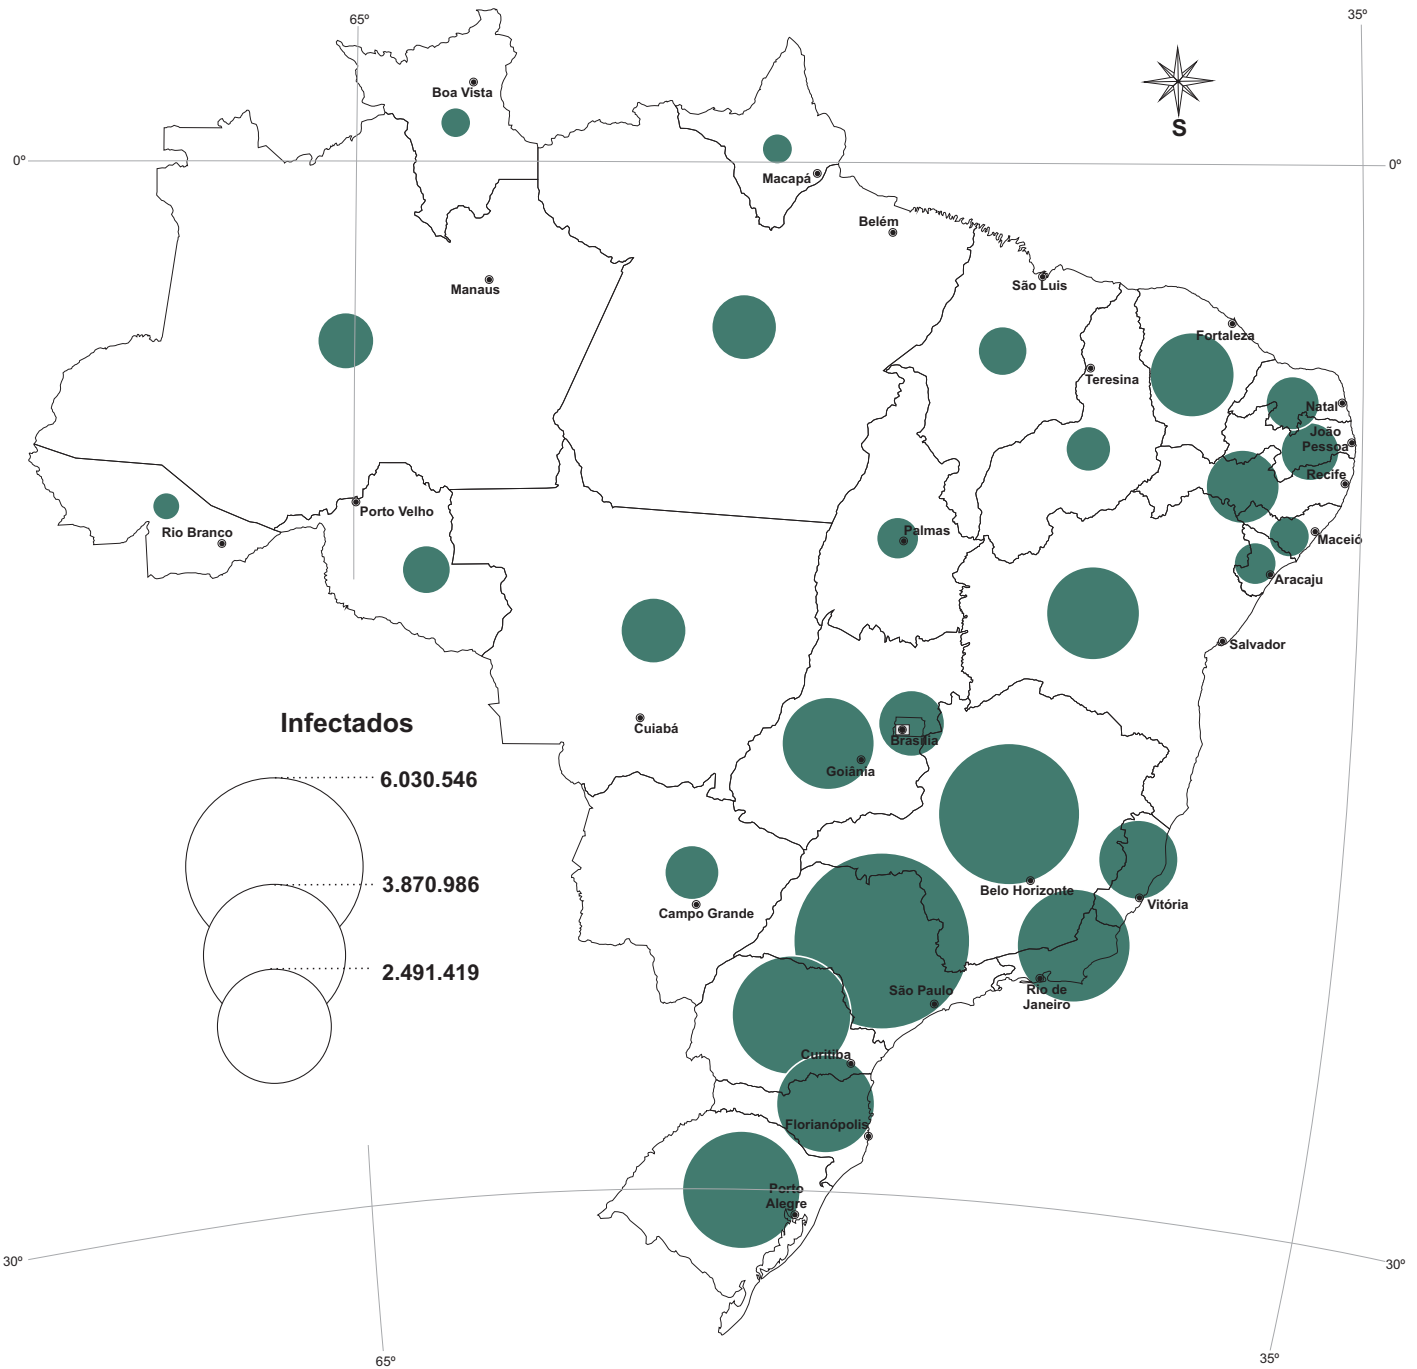 65º
35º
Boa Vista
S
0º
0º
Macapá
Belém
Manaus
São Luis
Fortaleza
Teresina
Natal
João
Pessoa
Recife
Porto Velho
Rio Branco
Palmas
Maceió
Aracaju
Salvador
Infectados
Cuiabá
Brasília
Goiânia
6.030.546
3.870.986
2.491.419
Belo Horizonte
Vitória
Campo Grande
São Paulo
Rio de
Janeiro
Curitiba
Florianópolis
Porto
Alegre
30º
30º
65º
35º